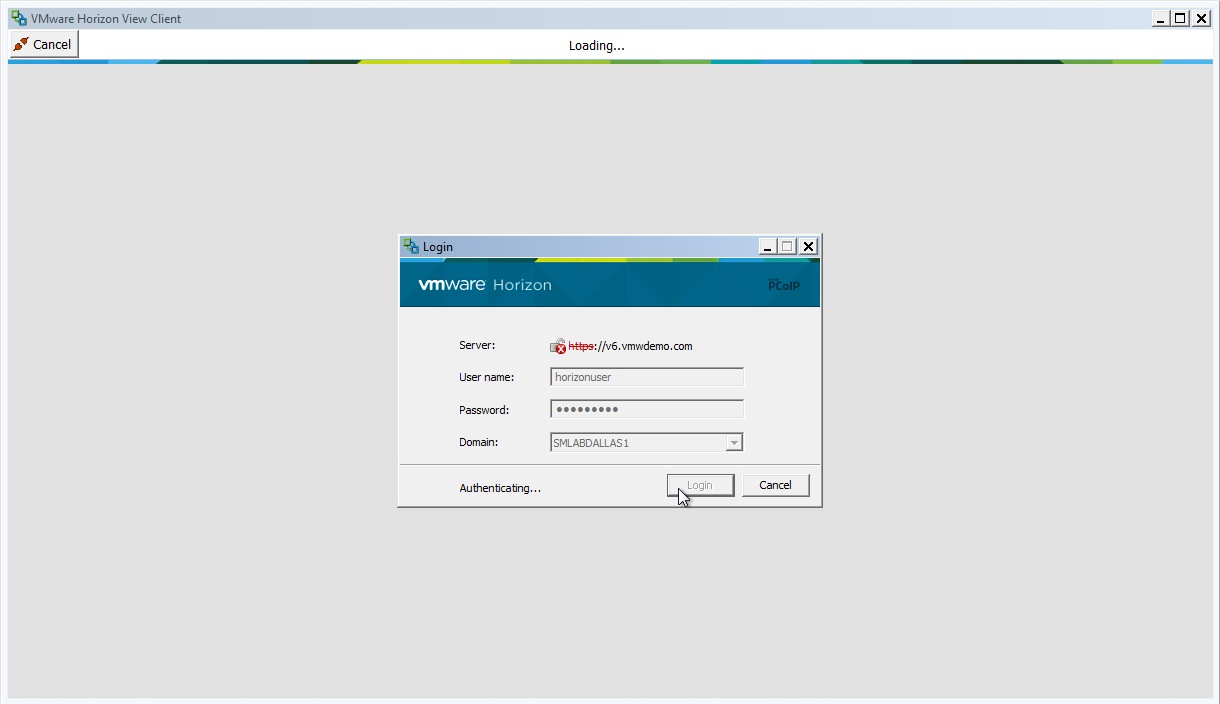 VMware Horizon View Client
Cancel
Loading...
Login
vmware Horizon
PCoIP
Server:
https://v6.vmwdemo.com
User name:
horizonuser
Password:
•••••••••
Domain:
SMLABDALLAS1
Authenticating...
Login
Cancel